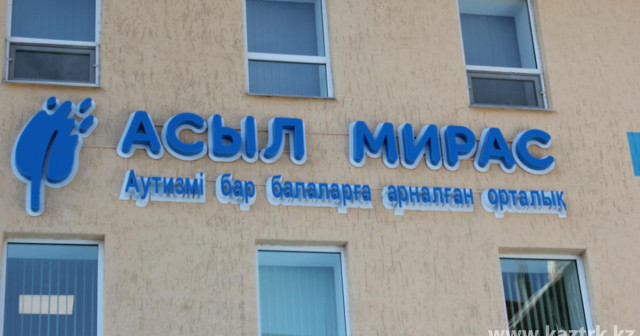 АСЫЛ МИРАС
Аутизмі бар балаларға арналған орталық
www.kaztrk.kz